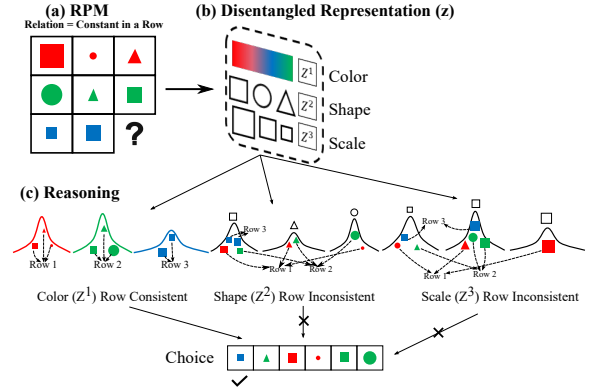 (a) RPM
Relation = Constant in a Row
?
(b) Disentangled Representation (z)
Z¹ Color
Z² Shape
Z³ Scale
(c) Reasoning
Row 1
Row 2
Row 3
Row 3
Row 1
Row 2
Row 3
Row 1
Row 2
Color (Z¹) Row Consistent
Shape (Z²) Row Inconsistent
Scale (Z³) Row Inconsistent
Choice